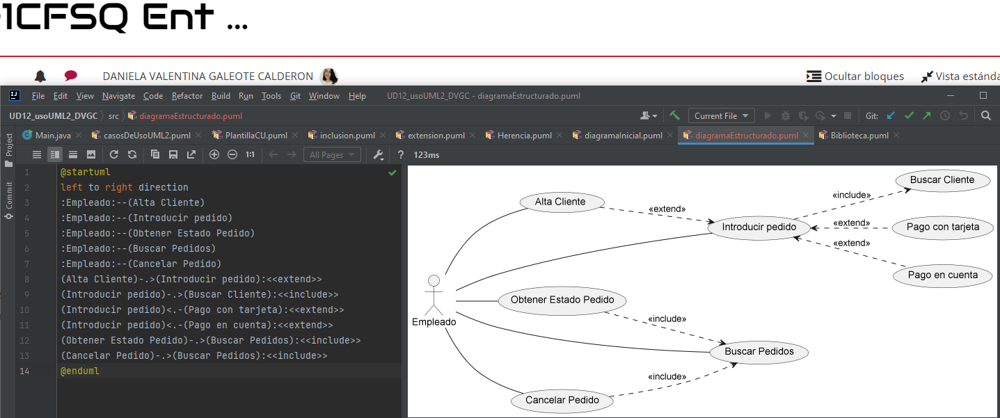 1CFSQ Ent ...
DANIELA VALENTINA GALEOTE CALDERON
Ocultar bloques
Vista estánda
IJ
File Edit View Navigate Code Refactor Build Run Tools Git Window Help
UD12_usoUML2_DVGC - diagramaEstructurado.puml
UD12_usoUML2_DVGC src diagramaEstructurado.puml
Current File
Git:
Main.java casosDeUsoUML2.puml PlantillaCU.puml inclusion.puml extension.puml Herencia.puml diagramaInicial.puml diagramaEstructurado.puml Biblioteca.puml
1:1 All Pages ? 123ms
Project
Commit
1 @startuml
2 left to right direction
3 :Empleado:--(Alta Cliente)
4 :Empleado:--(Introducir pedido)
5 :Empleado:--(Obtener Estado Pedido)
6 :Empleado:--(Buscar Pedidos)
7 :Empleado:--(Cancelar Pedido)
8 (Alta Cliente)-.>(Introducir pedido):<<extend>>
9 (Introducir pedido)-.>(Buscar Cliente):<<include>>
10 (Introducir pedido)<.-(Pago con tarjeta):<<extend>>
11 (Introducir pedido)<.-(Pago en cuenta):<<extend>>
12 (Obtener Estado Pedido)-.>(Buscar Pedidos):<<include>>
13 (Cancelar Pedido)-.>(Buscar Pedidos):<<include>>
14 @enduml
Buscar Cliente
«include»
Alta Cliente
«extend»
Introducir pedido
«extend»
Pago con tarjeta
«extend»
Pago en cuenta
Obtener Estado Pedido
Empleado
«include»
Buscar Pedidos
«include»
Cancelar Pedido